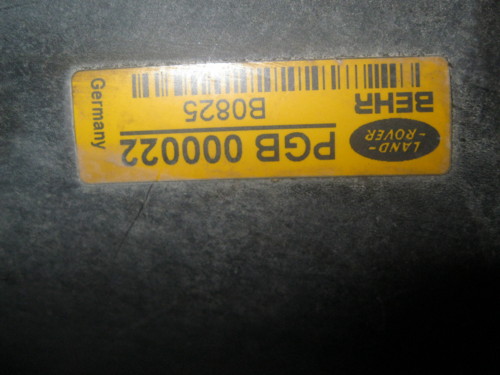 LAND-
-ROVER
PGB 000022
BEHR
B0825
Germany